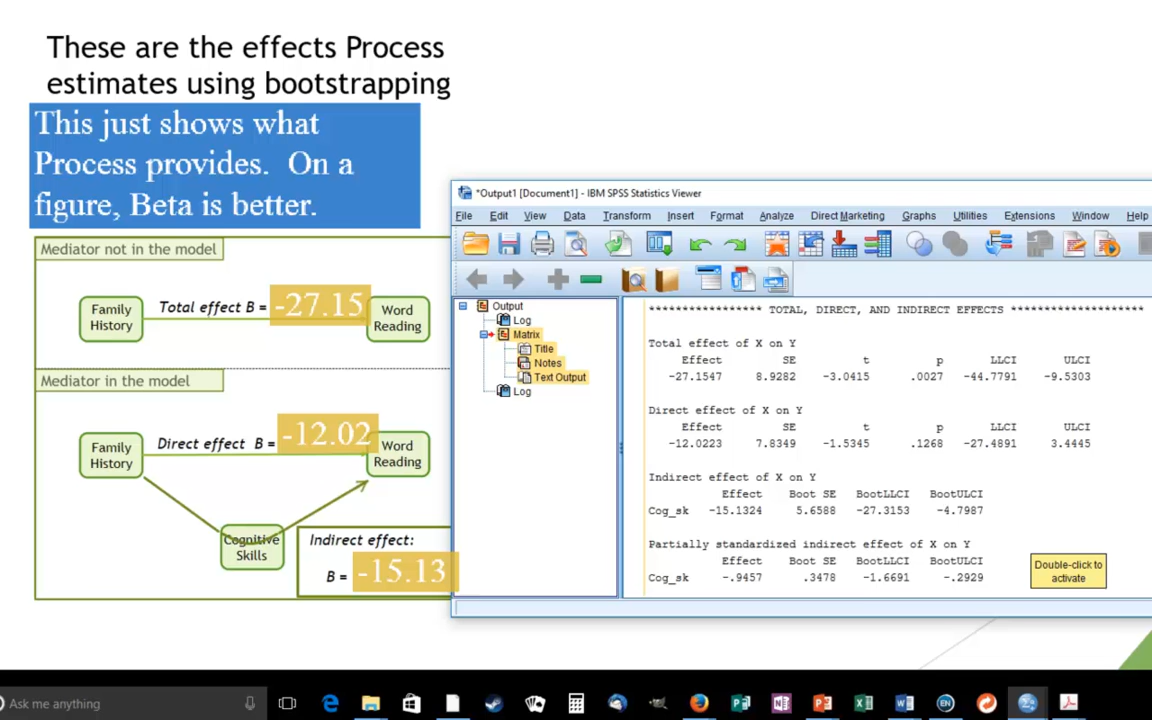 These are the effects Process
estimates using bootstrapping
This just shows what
Process provides. On a
figure, Beta is better.
Mediator not in the model
Family
History
Total effect B =
-27.15
Word
Reading
Mediator in the model
Family
History
Direct effect B =
-12.02
Word
Reading
Cognitive
Skills
Indirect effect:
B =
-15.13
*Output1 [Document1] - IBM SPSS Statistics Viewer
File Edit View Data Transform Insert Format Analyze Direct Marketing Graphs Utilities Extensions Window Help
Output
Log
Matrix
Title
Notes
Text Output
Log
***************** TOTAL, DIRECT, AND INDIRECT EFFECTS ********************
Total effect of X on Y
Effect SE t p LLCI ULCI
-27.1547 8.9282 -3.0415 .0027 -44.7791 -9.5303
Direct effect of X on Y
Effect SE t p LLCI ULCI
-12.0223 7.8349 -1.5345 .1268 -27.4891 3.4445
Indirect effect of X on Y
Effect Boot SE BootLLCI BootULCI
Cog_sk -15.1324 5.6588 -27.3153 -4.7987
Partially standardized indirect effect of X on Y
Effect Boot SE BootLLCI BootULCI
Cog_sk -.9457 .3478 -1.6691 -.2929
Double-click to
activate
Ask me anything